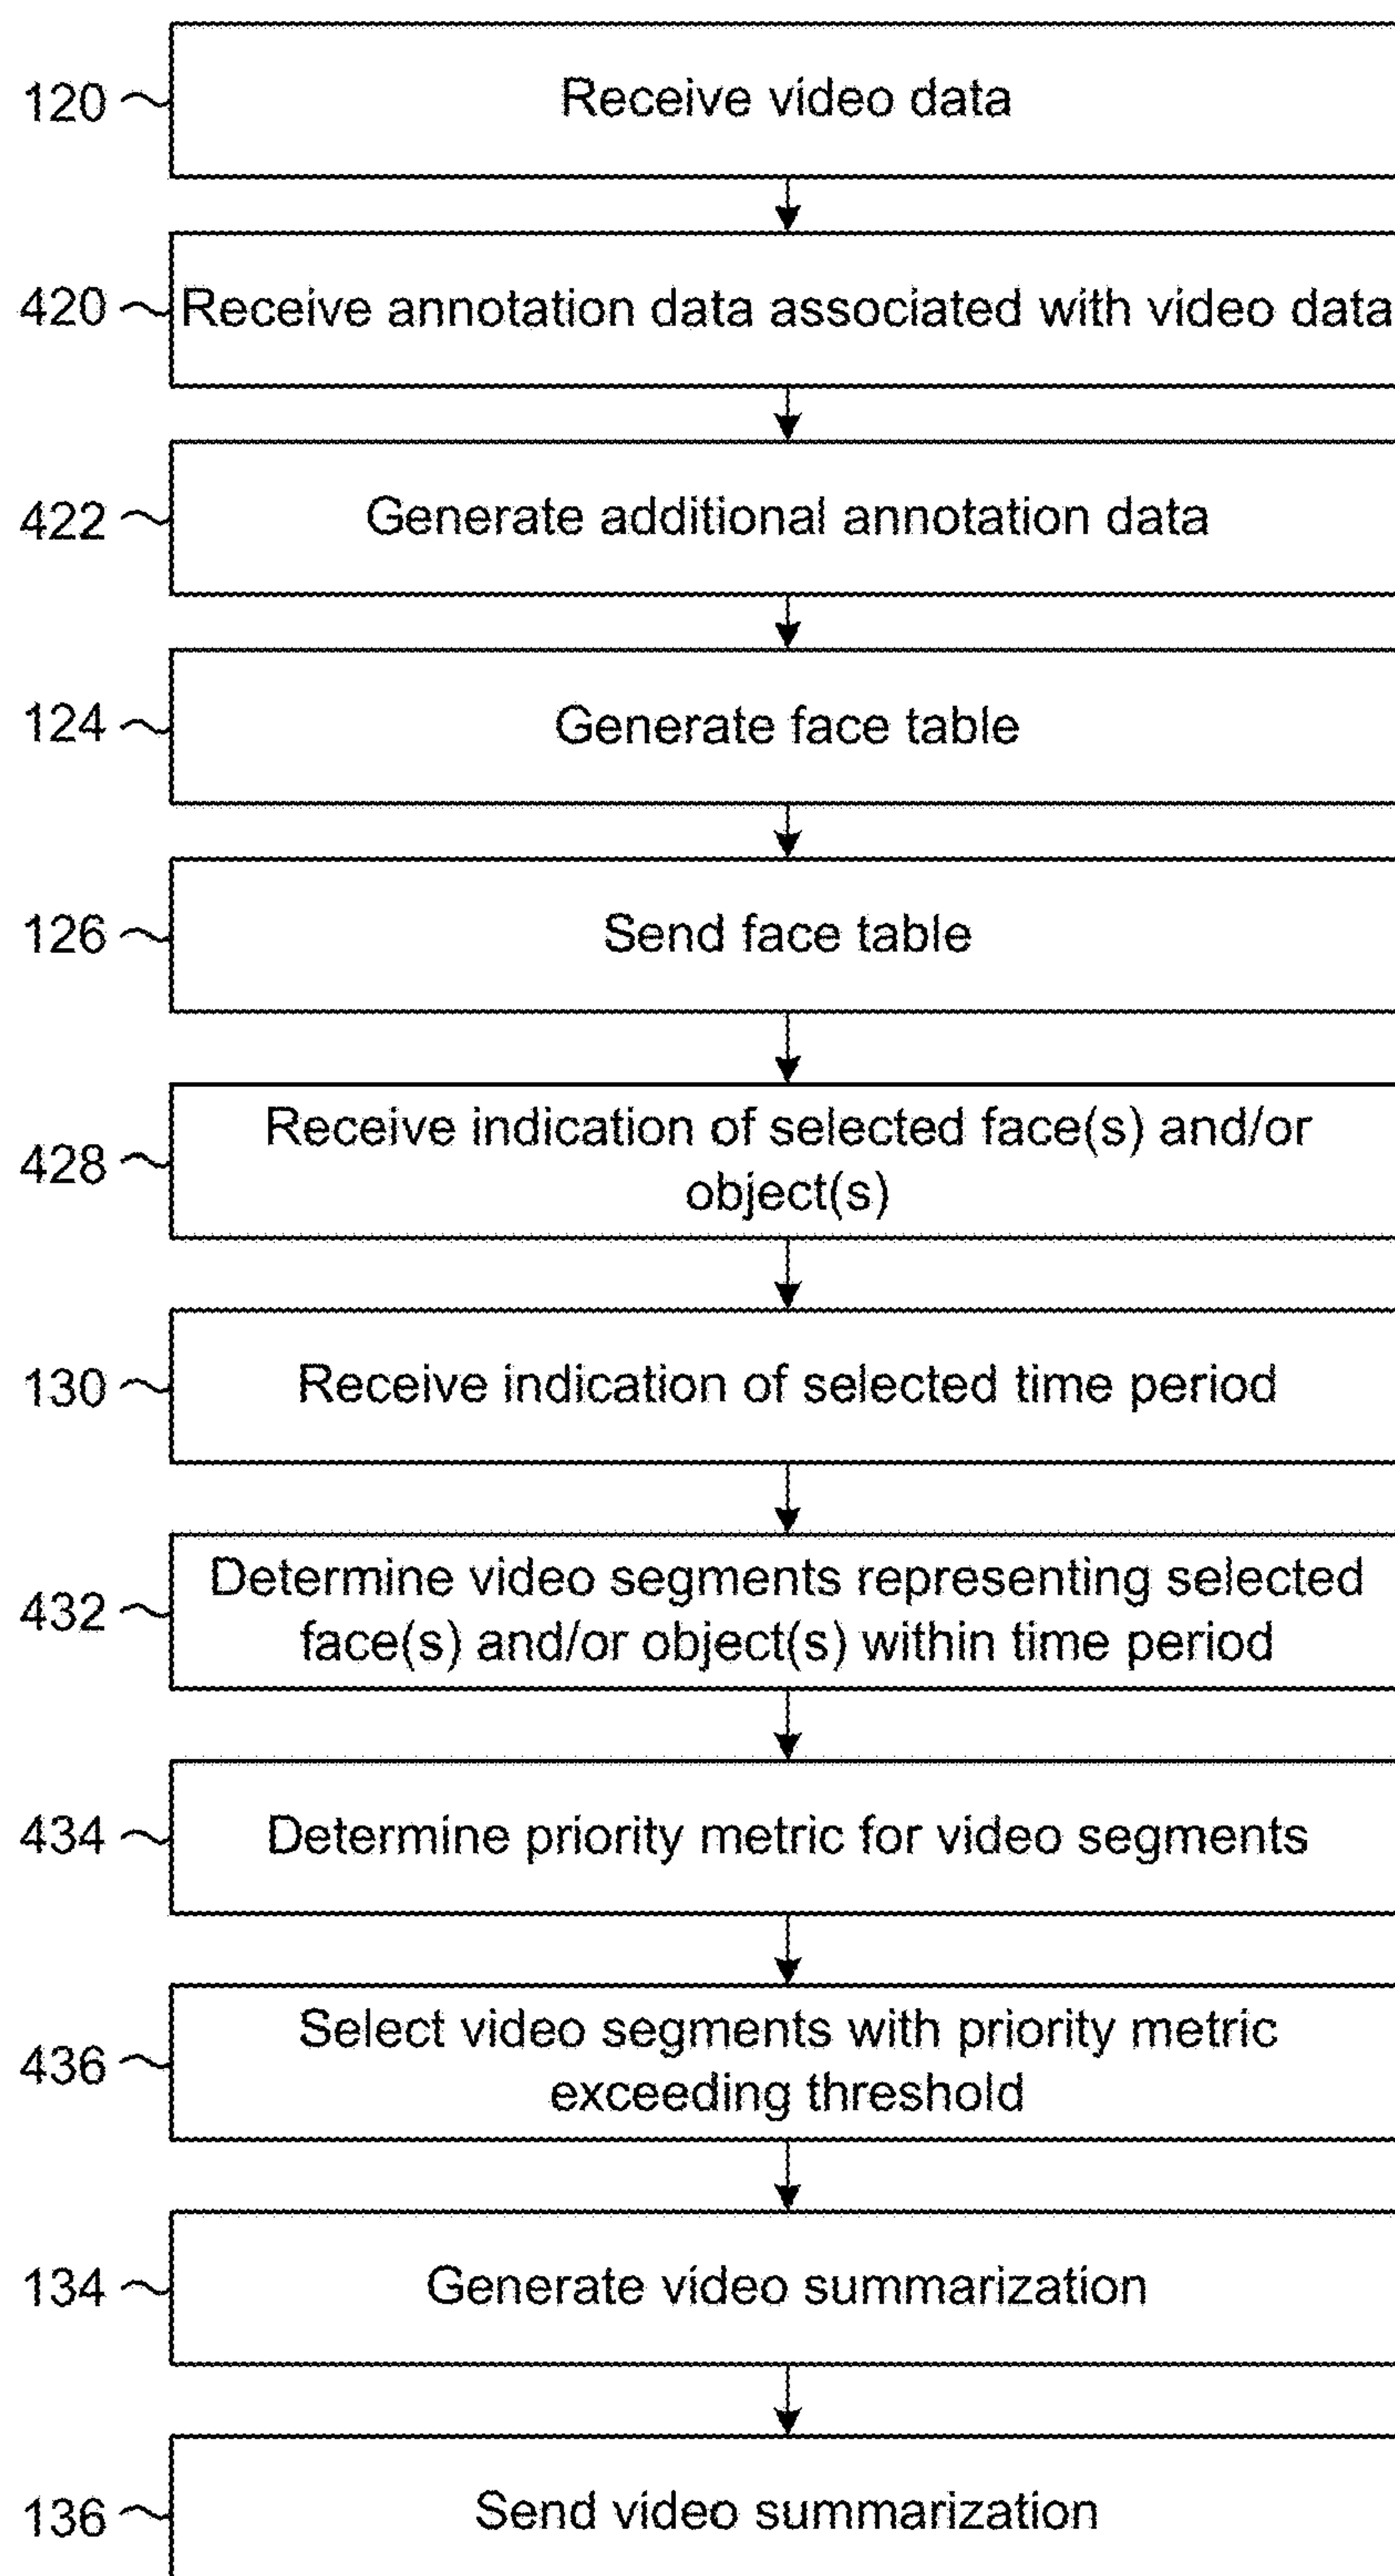 120
Receive video data
420
Receive annotation data associated with video data
422
Generate additional annotation data
124
Generate face table
126
Send face table
428
Receive indication of selected face(s) and/or
object(s)
130
Receive indication of selected time period
432
Determine video segments representing selected
face(s) and/or object(s) within time period
434
Determine priority metric for video segments
436
Select video segments with priority metric
exceeding threshold
134
Generate video summarization
136
Send video summarization